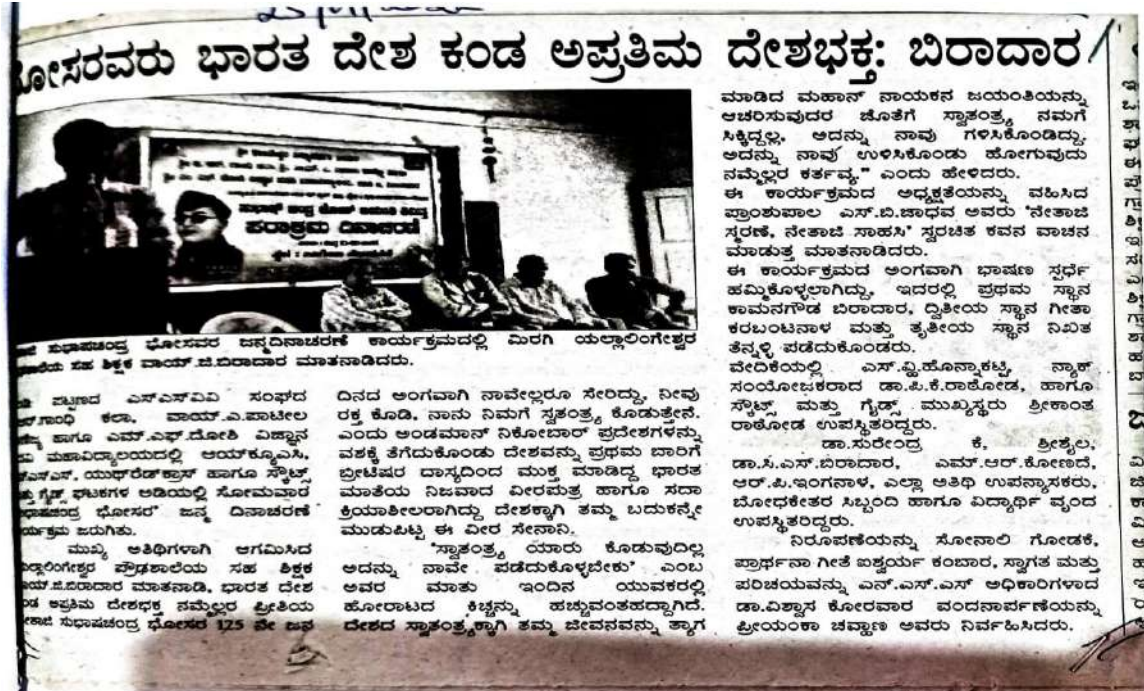 ಬೋಸರವರು ಭಾರತ ದೇಶ ಕಂಡ ಅಪ್ರತಿಮ ದೇಶಭಕ್ತ: ಬಿರಾದಾರ
ಸುಭಾಷ್ ಚಂದ್ರ ಬೋಸ್
ಪರಾಕ್ರಮ ದಿನಾಚರಣೆ
ಸುಭಾಷಚಂದ್ರ ಭೋಸವರ ಜನ್ಮದಿನಾಚರಣೆ ಕಾರ್ಯಕ್ರಮದಲ್ಲಿ ಮಿರಗಿ ಯಲ್ಲಾಲಿಂಗೇಶ್ವರ
ಸಹ ಶಿಕ್ಷಕ ವಾಯ್.ಜಿ.ಬಿರಾದಾರ ಮಾತನಾಡಿದರು.
ಪಟ್ಟಣದ ಎಸ್‌ಎಸ್‌ವಿವಿ ಸಂಘದ
ಕಲಾ, ವಾಯ್.ಎ.ಪಾಟೀಲ
ಹಾಗೂ ಎಮ್.ಎಫ್.ದೋಶಿ ವಿಜ್ಞಾನ
ಮಹಾವಿದ್ಯಾಲಯದಲ್ಲಿ ಆಯ್‌ಕ್ಯೂಎಸಿ,
ಯುಥ್‌ರೆಡ್‌ಕ್ರಾಸ್ ಹಾಗೂ ಸ್ಕೌಟ್ಸ್
ಗೈಡ್ಸ್ ಘಟಕಗಳ ಅಡಿಯಲ್ಲಿ ಸೋಮವಾರ
ಭೋಸರ' ಜನ್ಮ ದಿನಾಚರಣೆ
ಜರುಗಿತು.
ಮುಖ್ಯ ಅತಿಥಿಗಳಾಗಿ ಆಗಮಿಸಿದ
ಪ್ರೌಢಶಾಲೆಯ ಸಹ ಶಿಕ್ಷಕ
ಮಾತನಾಡಿ, ಭಾರತ ದೇಶ
ಅಪ್ರತಿಮ ದೇಶಭಕ್ತ ನಮ್ಮೆಲ್ಲರ ಪ್ರೀತಿಯ
ಸುಭಾಷಚಂದ್ರ ಭೋಸರ 125 ನೇ ಜನ
ದಿನದ ಅಂಗವಾಗಿ ನಾವೇಲ್ಲರೂ ಸೇರಿದ್ದು, ನೀವು
ರಕ್ತ ಕೊಡಿ, ನಾನು ನಿಮಗೆ ಸ್ವತಂತ್ರ್ಯ ಕೊಡುತ್ತೇನೆ.
ಎಂದು ಅಂಡಮಾನ್ ನಿಕೋಬಾರ್ ಪ್ರದೇಶಗಳನ್ನು
ವಶಕ್ಕೆ ತೆಗೆದುಕೊಂಡು ದೇಶವನ್ನು ಪ್ರಥಮ ಬಾರಿಗೆ
ಬ್ರೀಟಿಷರ ದಾಸ್ಯದಿಂದ ಮುಕ್ತ ಮಾಡಿದ್ದ ಭಾರತ
ಮಾತೆಯ ನಿಜವಾದ ವೀರಪುತ್ರ ಹಾಗೂ ಸದಾ
ಕ್ರಿಯಾಶೀಲರಾಗಿದ್ದು ದೇಶಕ್ಕಾಗಿ ತಮ್ಮ ಬದುಕನ್ನೇ
ಮುಡುಪಿಟ್ಟ ಈ ವೀರ ಸೇನಾನಿ.
'ಸ್ವಾತಂತ್ರ್ಯ ಯಾರು ಕೊಡುವುದಿಲ್ಲ
ಅದನ್ನು ನಾವೇ ಪಡೆದುಕೊಳ್ಳಬೇಕು' ಎಂಬ
ಅವರ ಮಾತು ಇಂದಿನ ಯುವಕರಲ್ಲಿ
ಹೋರಾಟದ ಕಿಚ್ಚನ್ನು ಹಚ್ಚುವಂತಹದ್ದಾಗಿದೆ.
ದೇಶದ ಸ್ವಾತಂತ್ರ್ಯಕ್ಕಾಗಿ ತಮ್ಮ ಜೀವನವನ್ನು ತ್ಯಾಗ
ಮಾಡಿದ ಮಹಾನ್ ನಾಯಕನ ಜಯಂತಿಯನ್ನು
ಆಚರಿಸುವುದರ ಜೊತೆಗೆ ಸ್ವಾತಂತ್ರ್ಯ ನಮಗೆ
ಸಿಕ್ಕಿದ್ದಲ್ಲ, ಅದನ್ನು ನಾವು ಗಳಿಸಿಕೊಂಡಿದ್ದು,
ಅದನ್ನು ನಾವು ಉಳಿಸಿಕೊಂಡು ಹೋಗುವುದು
ನಮ್ಮೆಲ್ಲರ ಕರ್ತವ್ಯ" ಎಂದು ಹೇಳಿದರು.
ಈ ಕಾರ್ಯಕ್ರಮದ ಅಧ್ಯಕ್ಷತೆಯನ್ನು ವಹಿಸಿದ
ಪ್ರಾಂಶುಪಾಲ ಎಸ್.ಬಿ.ಜಾಧವ ಅವರು 'ನೇತಾಜಿ
ಸ್ಮರಣೆ, ನೇತಾಜಿ ಸಾಹಸಿ' ಸ್ವರಚಿತ ಕವನ ವಾಚನ
ಮಾಡುತ್ತ ಮಾತನಾಡಿದರು.
ಈ ಕಾರ್ಯಕ್ರಮದ ಅಂಗವಾಗಿ ಭಾಷಣ ಸ್ಪರ್ಧೆ
ಹಮ್ಮಿಕೊಳ್ಳಲಾಗಿದ್ದು, ಇದರಲ್ಲಿ ಪ್ರಥಮ ಸ್ಥಾನ
ಕಾಮನಗೌಡ ಬಿರಾದಾರ, ದ್ವಿತೀಯ ಸ್ಥಾನ ಗೀತಾ
ಕರಬಂಟನಾಳ ಮತ್ತು ತೃತೀಯ ಸ್ಥಾನ ನಿಖಿತ
ತೆನ್ನಳ್ಳಿ ಪಡೆದುಕೊಂಡರು.
ವೇದಿಕೆಯಲ್ಲಿ ಎಸ್.ವ್ಹಿ.ಹೊನ್ನಾಕಟ್ಟಿ, ನ್ಯಾಕ್
ಸಂಯೋಜಕರಾದ ಡಾ.ಪಿ.ಕೆ.ರಾಠೋಡ, ಹಾಗೂ
ಸ್ಕೌಟ್ಸ್ ಮತ್ತು ಗೈಡ್ಸ್ ಮುಖ್ಯಸ್ಥರು ಶ್ರೀಕಾಂತ
ರಾಠೋಡ ಉಪಸ್ಥಿತರಿದ್ದರು.
ಡಾ.ಸುರೇಂದ್ರ ಕೆ, ಶ್ರೀಶೈಲ,
ಡಾ.ಸಿ.ಎಸ್.ಬಿರಾದಾರ, ಎಮ್.ಆರ್.ಕೋಣದೆ,
ಆರ್.ಪಿ.ಇಂಗನಾಳ, ಎಲ್ಲಾ ಅತಿಥಿ ಉಪನ್ಯಾಸಕರು,
ಬೋಧಕೇತರ ಸಿಬ್ಬಂದಿ ಹಾಗೂ ವಿದ್ಯಾರ್ಥಿ ವೃಂದ
ಉಪಸ್ಥಿತರಿದ್ದರು.
ನಿರೂಪಣೆಯನ್ನು ಸೋನಾಲಿ ಗೋಡಕೆ,
ಪ್ರಾರ್ಥನಾ ಗೀತೆ ಐಶ್ವರ್ಯ ಕಂಬಾರ, ಸ್ವಾಗತ ಮತ್ತು
ಪರಿಚಯವನ್ನು ಎನ್.ಎಸ್.ಎಸ್ ಅಧಿಕಾರಿಗಳಾದ
ಡಾ.ವಿಶ್ವಾಸ ಕೋರವಾರ ವಂದನಾರ್ಪಣೆಯನ್ನು
ಪ್ರೀಯಂಕಾ ಚವ್ಹಾಣ ಅವರು ನಿರ್ವಹಿಸಿದರು.